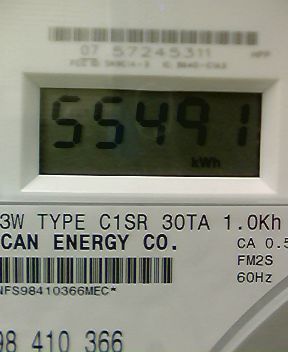 07 57245311
55491
kWh
3W TYPE C1SR 30TA 1.0Kh
CAN ENERGY CO.
CA 0.5
FM2S
60Hz
NFS98410366MEC*
98 410 366